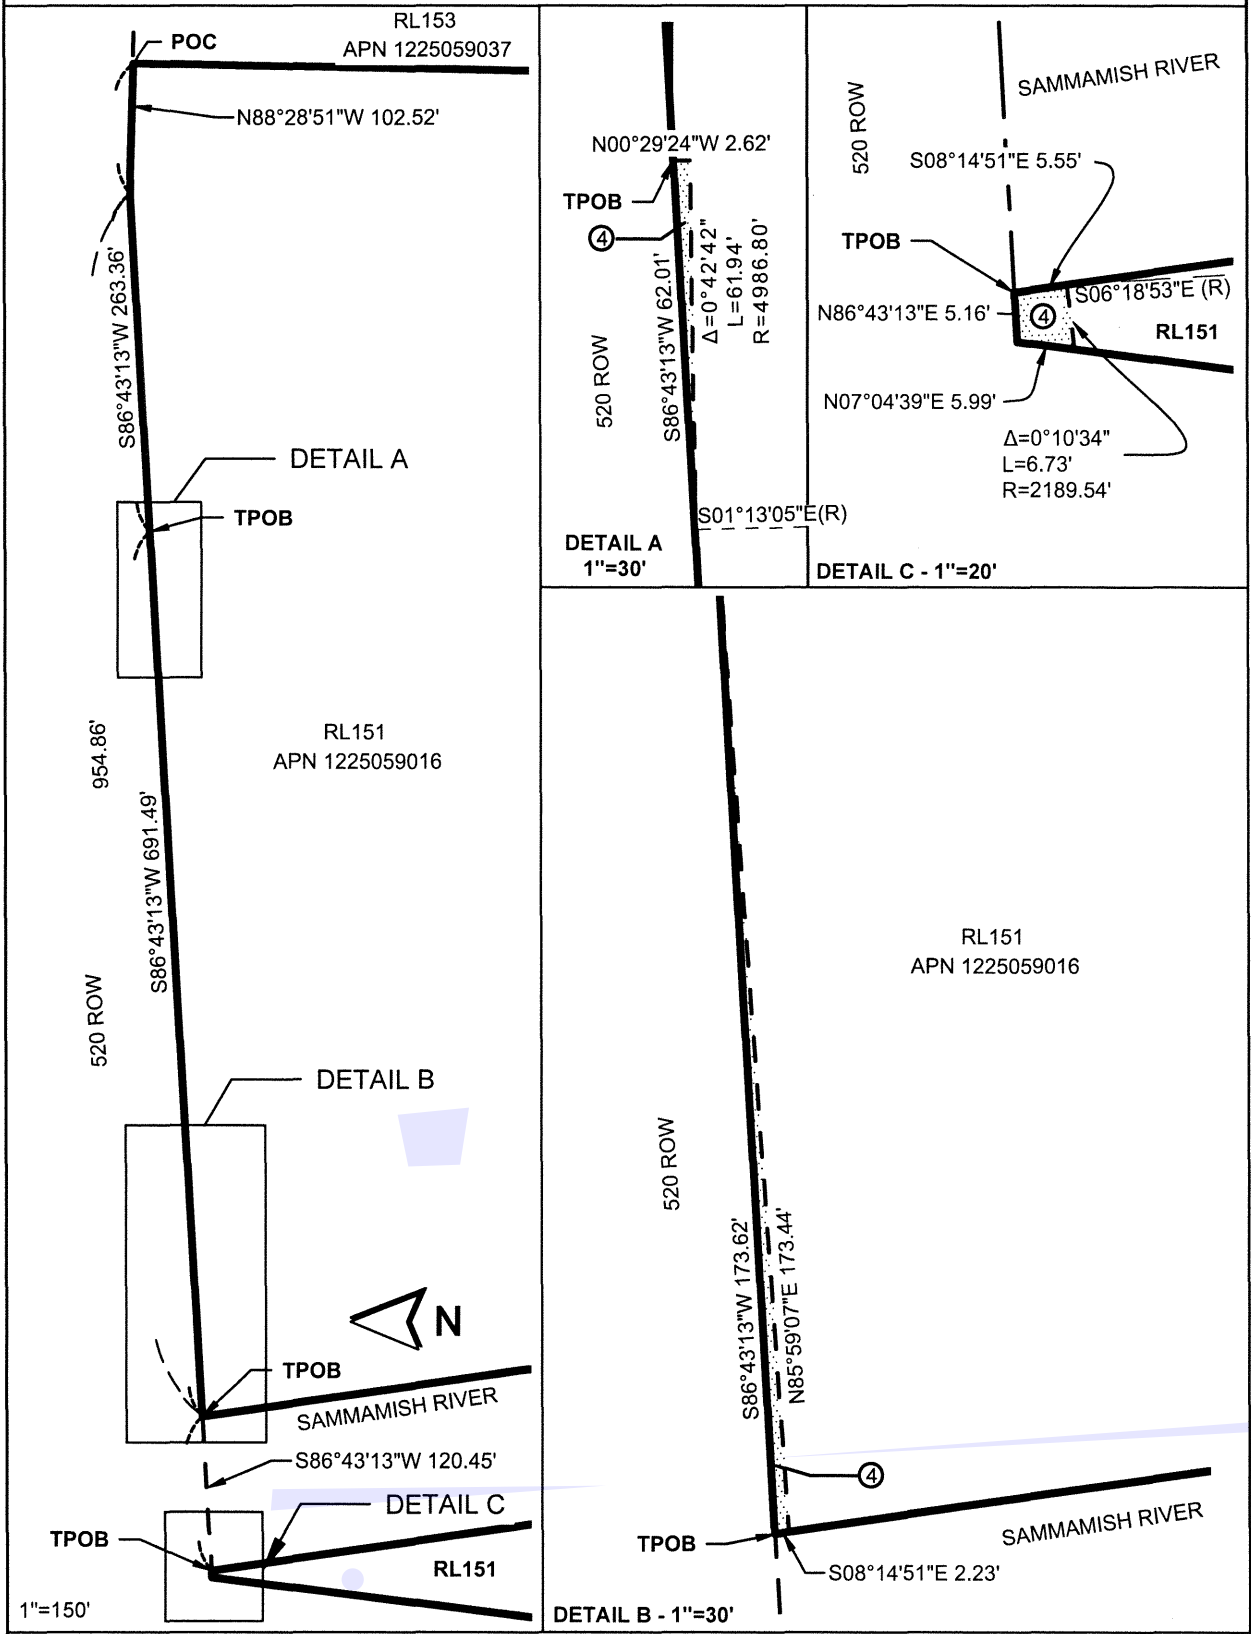 RL153
APN 1225059037
POC
N88°28'51"W 102.52'
S86°43'13"W 263.36'
DETAIL A
TPOB
RL151
APN 1225059016
954.86'
S86°43'13"W 691.49'
520 ROW
DETAIL B
N
TPOB
SAMMAMISH RIVER
S86°43'13"W 120.45'
DETAIL C
TPOB
RL151
1"=150'
N00°29'24"W 2.62'
TPOB
4
S86°43'13"W 62.01'
Δ=0°42'42"
L=61.94'
R=4986.80'
520 ROW
S01°13'05"E(R)
DETAIL A
1"=30'
520 ROW
SAMMAMISH RIVER
S08°14'51"E 5.55'
TPOB
S06°18'53"E (R)
N86°43'13"E 5.16'
4
RL151
N07°04'39"E 5.99'
Δ=0°10'34"
L=6.73'
R=2189.54'
DETAIL C - 1"=20'
RL151
APN 1225059016
520 ROW
S86°43'13"W 173.62'
N85°59'07"E 173.44'
4
TPOB
SAMMAMISH RIVER
S08°14'51"E 2.23'
DETAIL B - 1"=30'